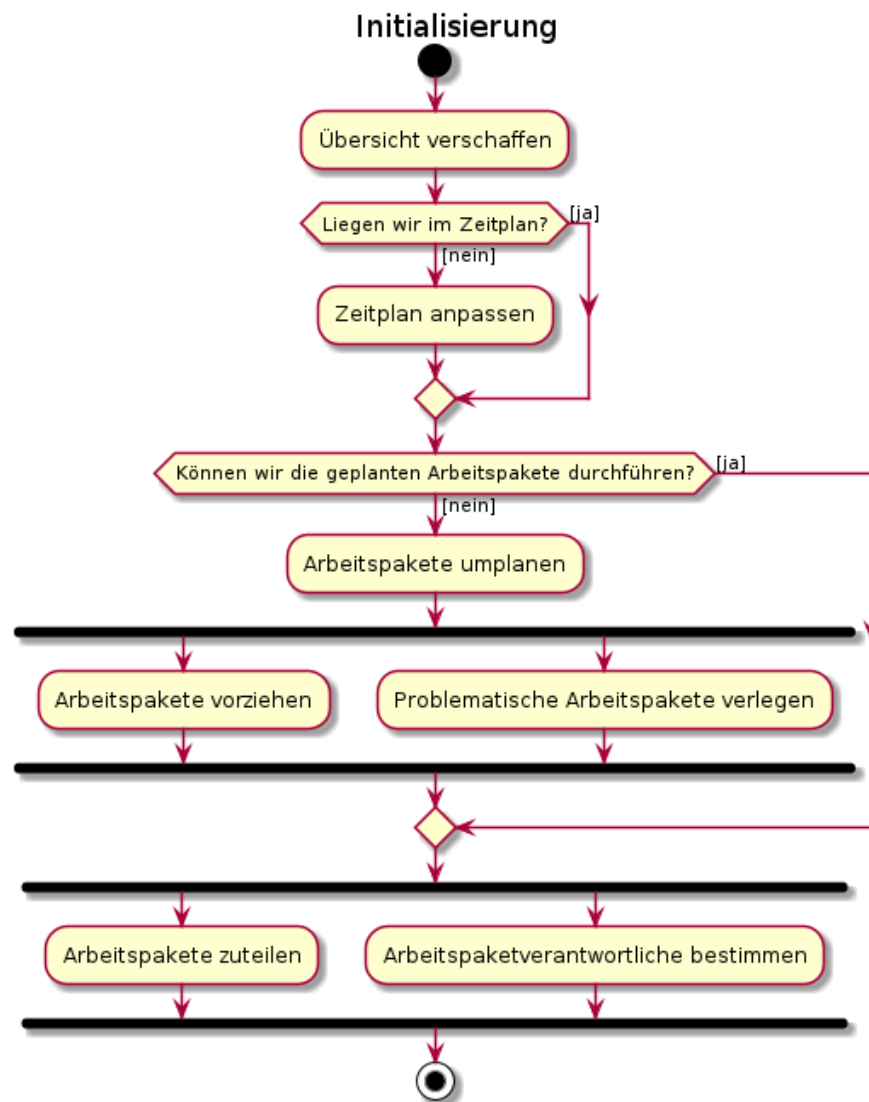 Initialisierung
Übersicht verschaffen
Liegen wir im Zeitplan?
[ja]
[nein]
Zeitplan anpassen
Können wir die geplanten Arbeitspakete durchführen?
[ja]
[nein]
Arbeitspakete umplanen
Arbeitspakete vorziehen
Problematische Arbeitspakete verlegen
Arbeitspakete zuteilen
Arbeitspaketverantwortliche bestimmen